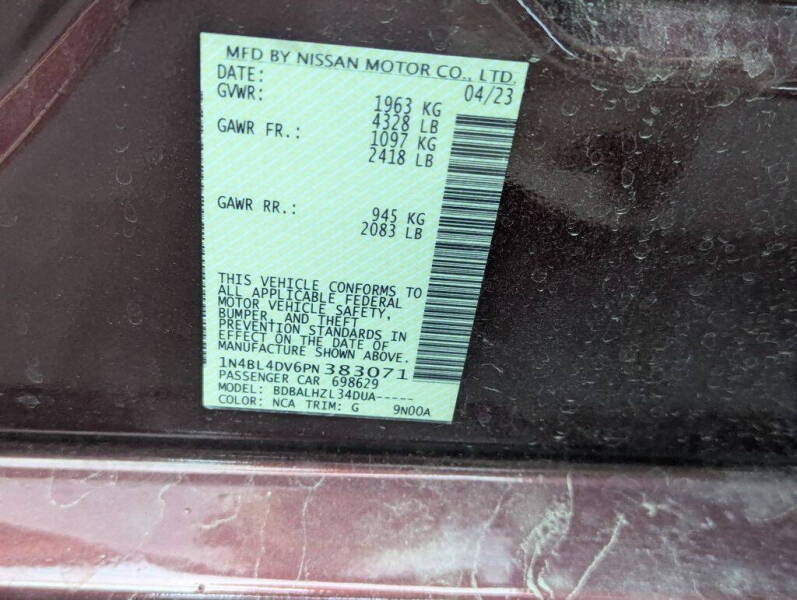 MFD BY NISSAN MOTOR CO., LTD.
DATE: 04/23
GVWR: 1963 KG
4328 LB
GAWR FR.: 1097 KG
2418 LB
GAWR RR.: 945 KG
2083 LB
THIS VEHICLE CONFORMS TO
ALL APPLICABLE FEDERAL
MOTOR VEHICLE SAFETY,
BUMPER, AND THEFT
PREVENTION STANDARDS IN
EFFECT ON THE DATE OF
MANUFACTURE SHOWN ABOVE.
1N4BL4DV6PN383071
PASSENGER CAR 698629
MODEL: BDBALHZL34DUA-----
COLOR: NCA TRIM: G 9N00A